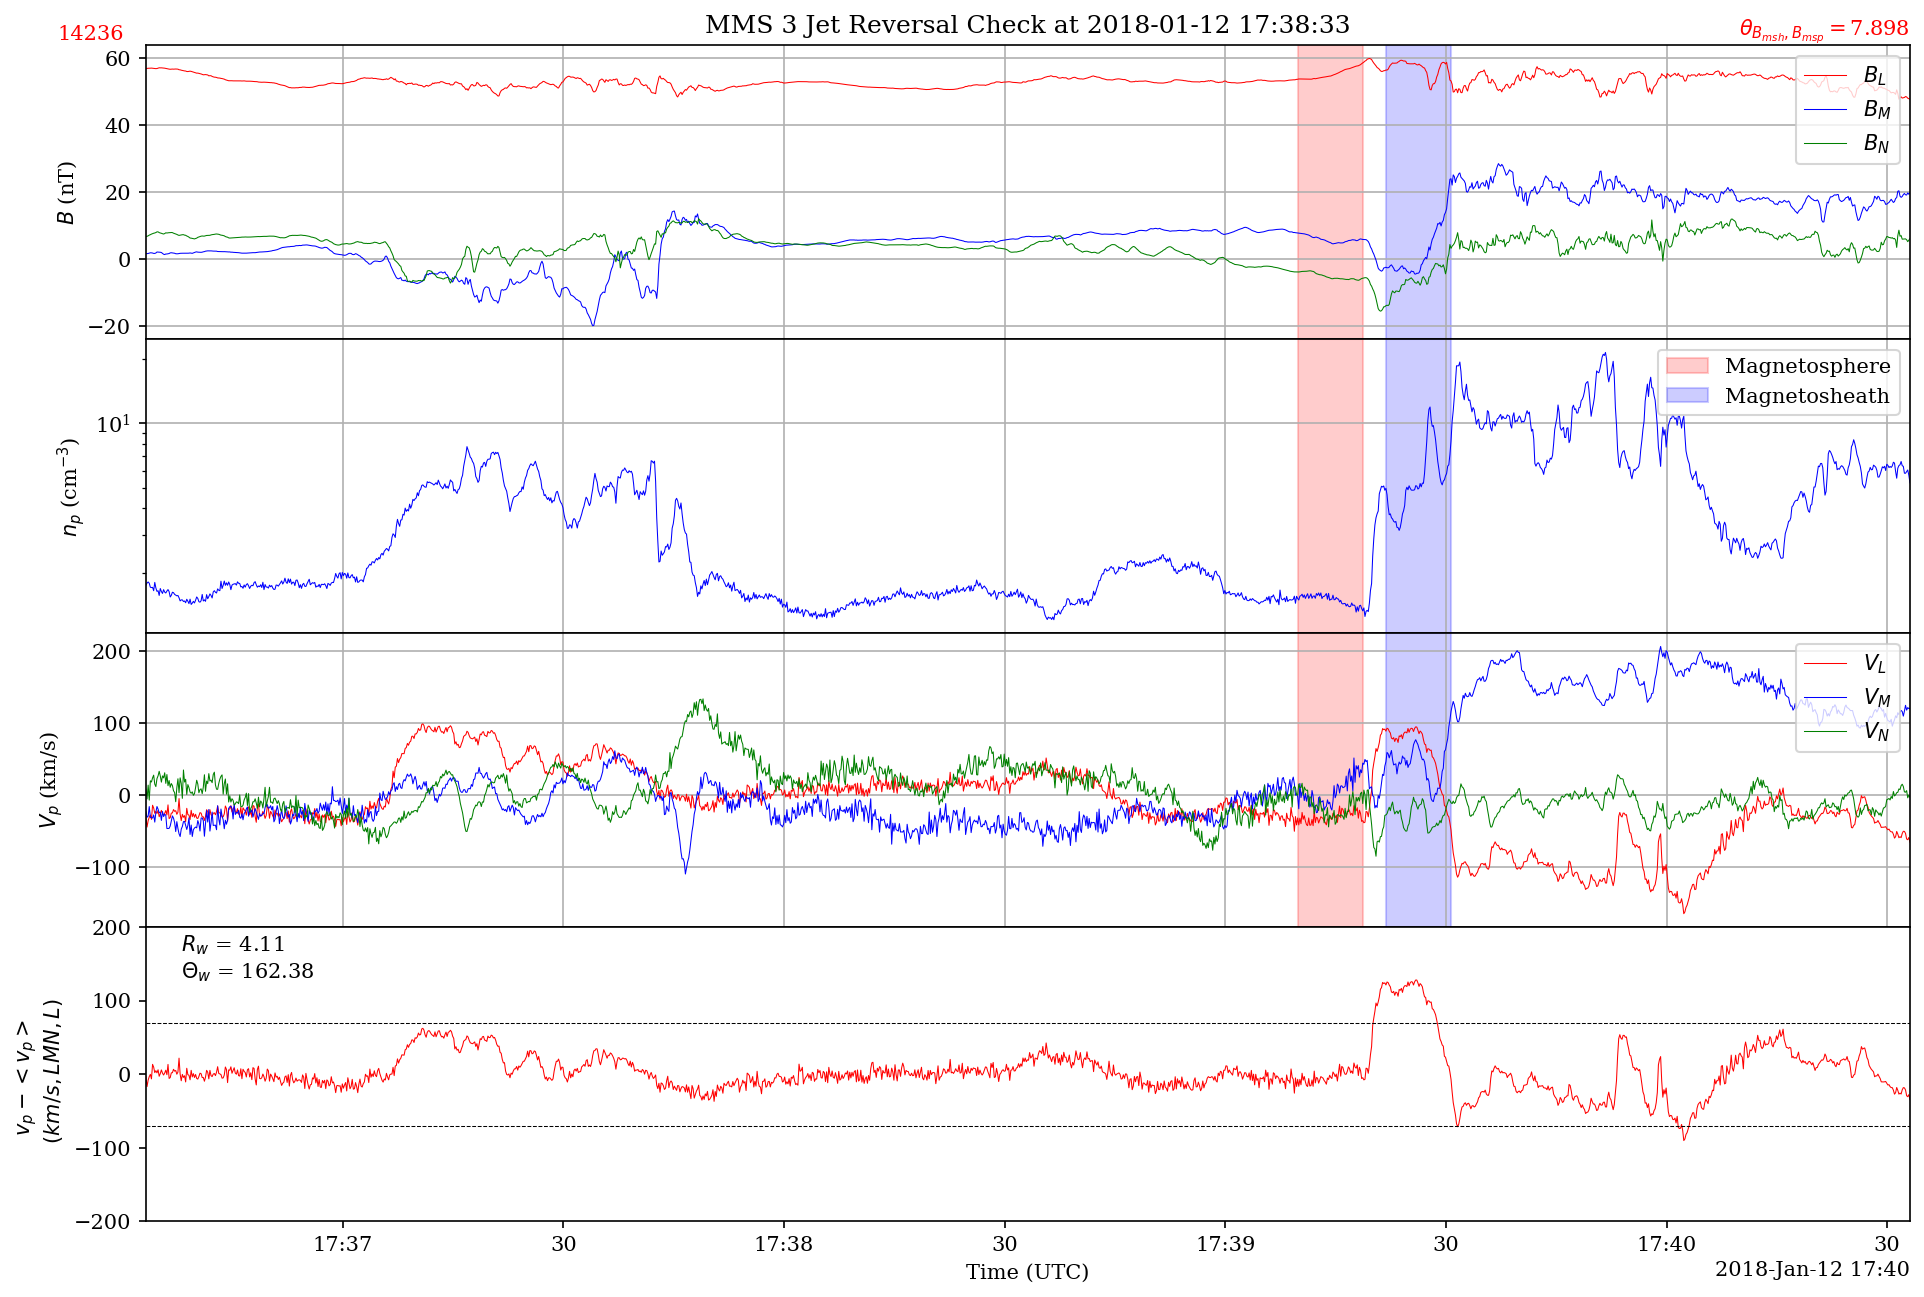 14236
MMS 3 Jet Reversal Check at 2018-01-12 17:38:33
θ_{B_{msh}, B_{msp}} = 7.898
60
40
20
0
−20
B (nT)
B_L
B_M
B_N
10^1
n_p (cm^{−3})
Magnetosphere
Magnetosheath
200
100
0
−100
V_p (km/s)
V_L
V_M
V_N
200
100
0
−100
−200
v_p − < v_p >
(km/s, LMN, L)
R_w = 4.11
Θ_w = 162.38
17:37
30
17:38
30
17:39
30
17:40
30
Time (UTC)
2018-Jan-12 17:40